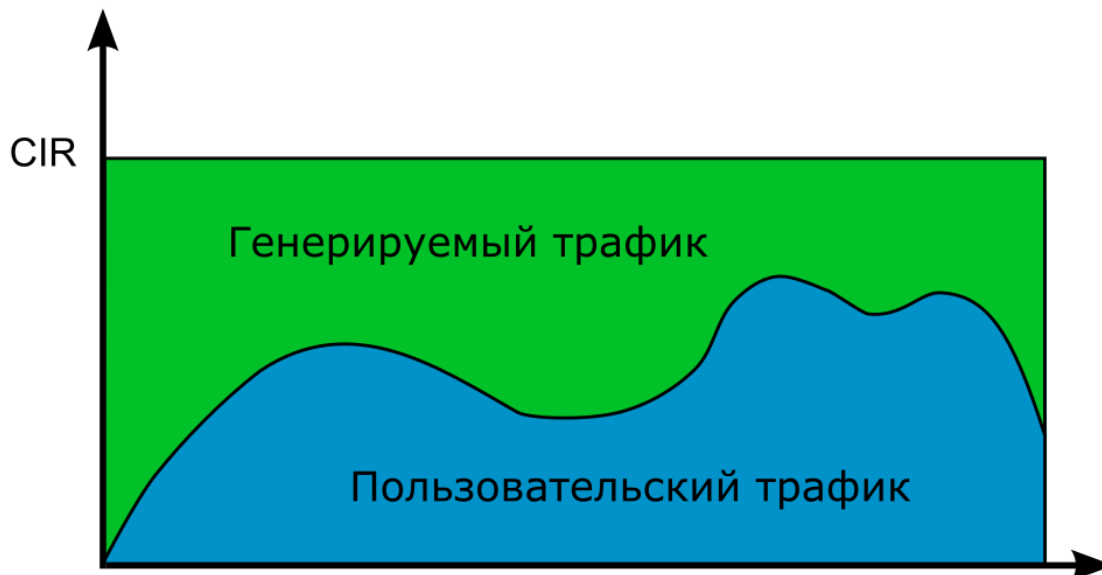 CIR
Генерируемый трафик
Пользовательский трафик